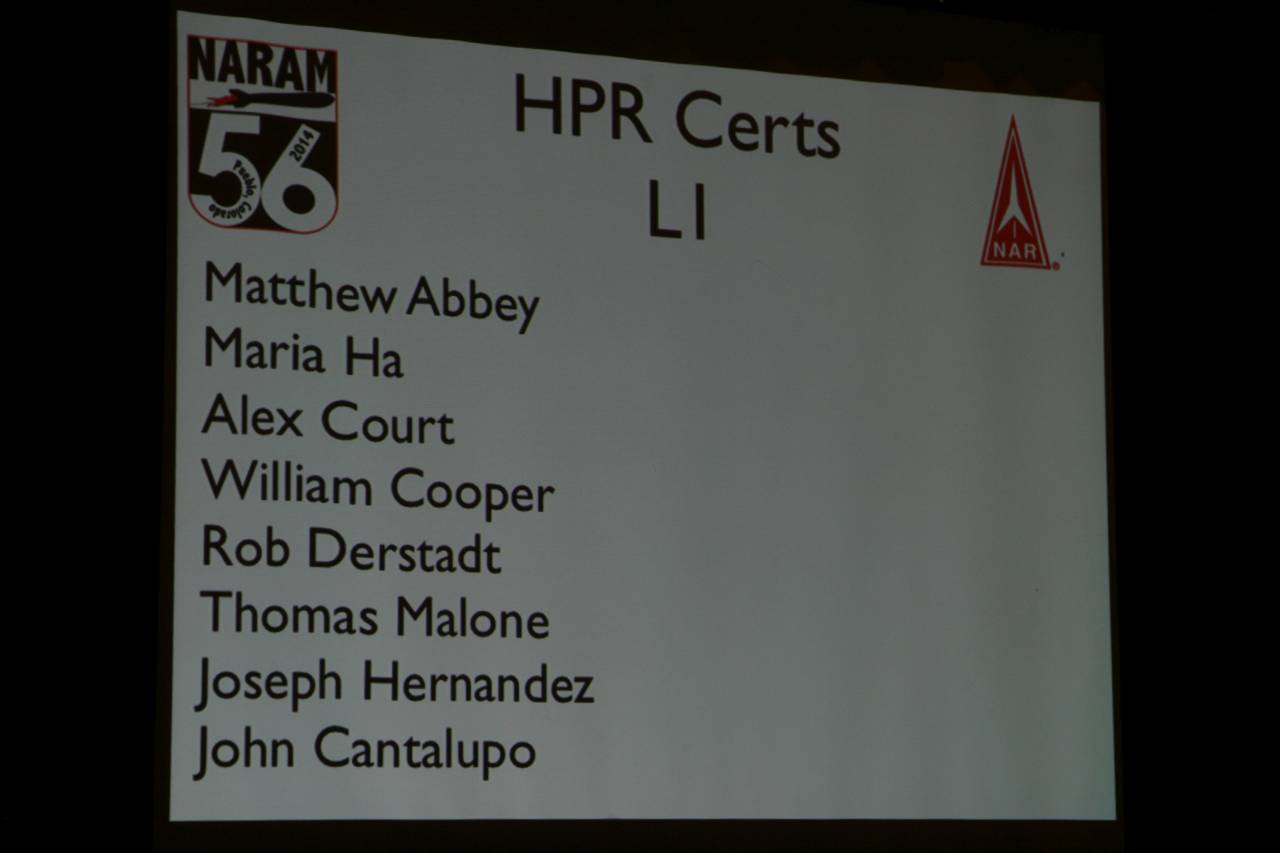 NARAM
56
2014
Pueblo, Colorado
HPR Certs
L1
NAR
Matthew Abbey
Maria Ha
Alex Court
William Cooper
Rob Derstadt
Thomas Malone
Joseph Hernandez
John Cantalupo